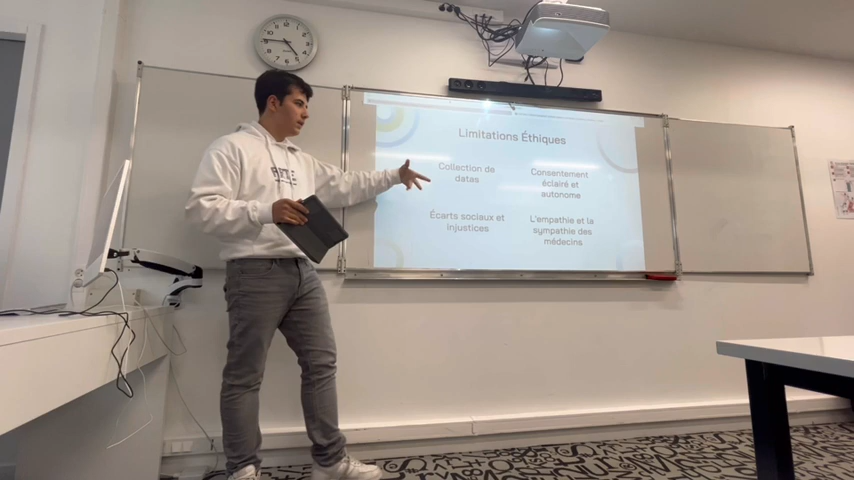 Limitations Éthiques
Collection de
datas
Consentement
éclairé et
autonome
Écarts sociaux et
injustices
L'empathie et la
sympathie des
médecins